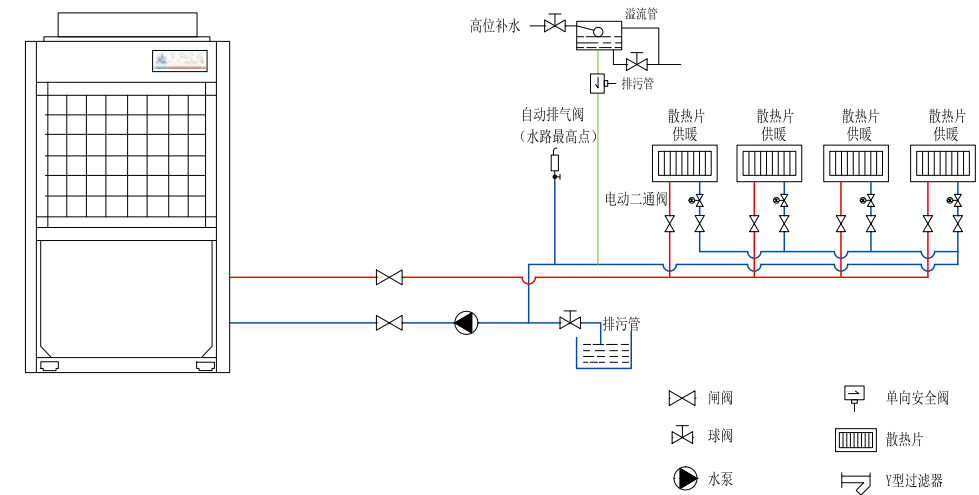 溢流管
高位补水
排污管
自动排气阀
（水路最高点）
散热片
供暖
散热片
供暖
散热片
供暖
散热片
供暖
电动二通阀
排污管
闸阀
单向安全阀
球阀
散热片
水泵
Y型过滤器